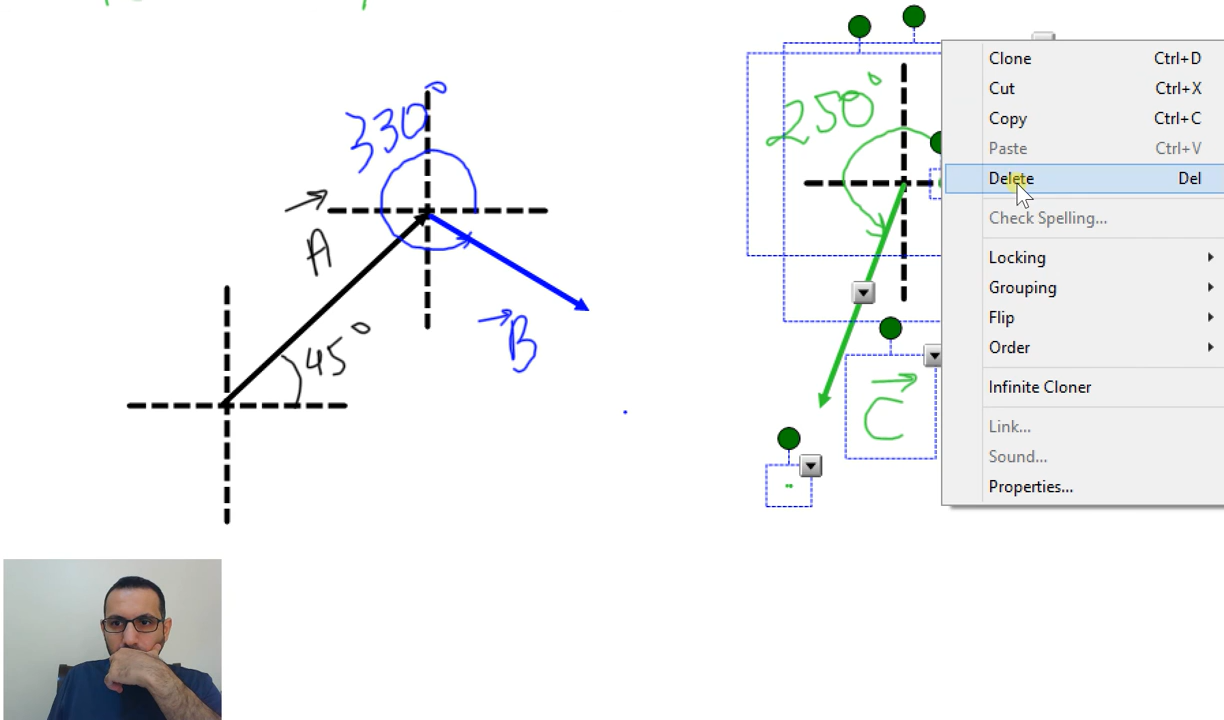 330°
A
45°
B
250°
C
Clone Ctrl+D
Cut Ctrl+X
Copy Ctrl+C
Paste Ctrl+V
Delete Del
Check Spelling...
Locking
Grouping
Flip
Order
Infinite Cloner
Link...
Sound...
Properties...